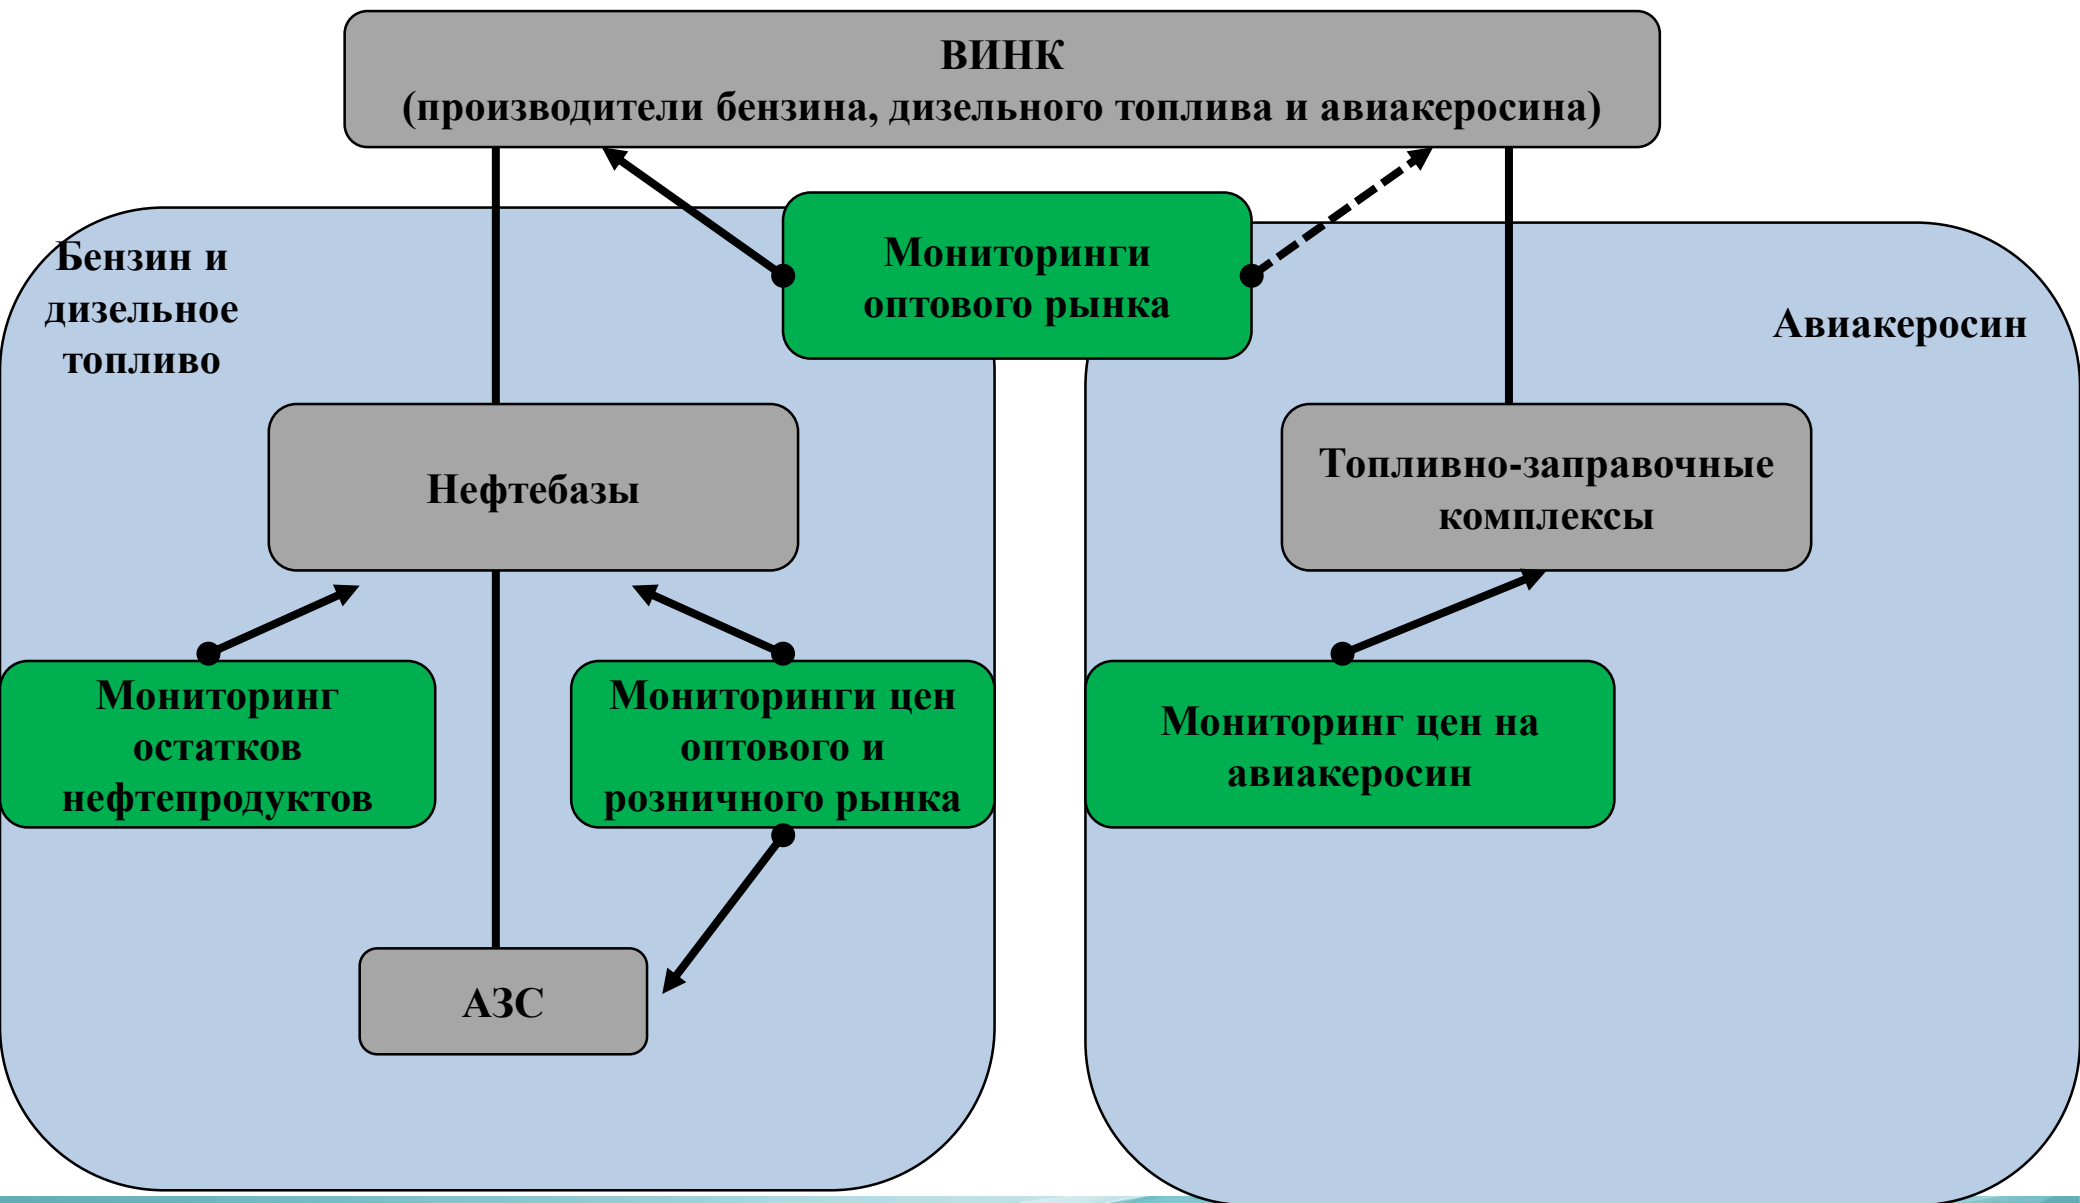 ВИНК
(производители бензина, дизельного топлива и авиакеросина)
Мониторинги
оптового рынка
Бензин и
дизельное
топливо
Авиакеросин
Нефтебазы
Топливно-заправочные
комплексы
Мониторинг
остатков
нефтепродуктов
Мониторинги цен
оптового и
розничного рынка
Мониторинг цен на
авиакеросин
АЗС